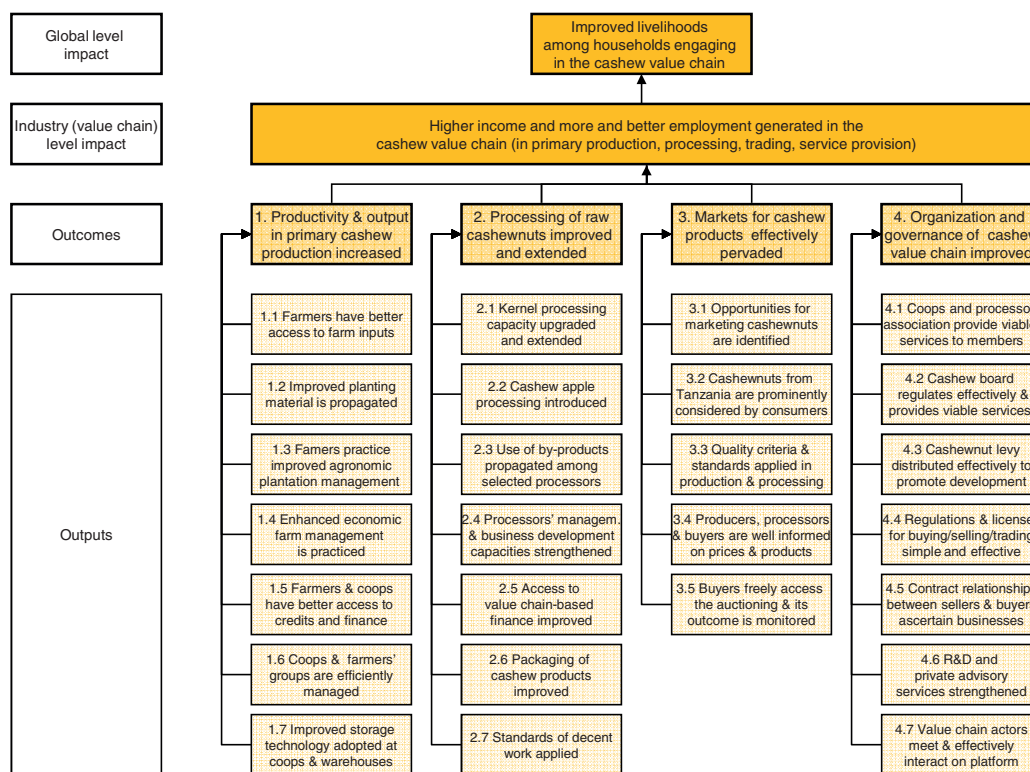 Global level
impact
Improved livelihoods
among households engaging
in the cashew value chain
Industry (value chain)
level impact
Higher income and more and better employment generated in the
cashew value chain (in primary production, processing, trading, service provision)
Outcomes
1. Productivity & output
in primary cashew
production increased
2. Processing of raw
cashewnuts improved
and extended
3. Markets for cashew
products effectively
pervaded
4. Organization and
governance of cashew
value chain improved
Outputs
1.1 Farmers have better
access to farm inputs
1.2 Improved planting
material is propagated
1.3 Famers practice
improved agronomic
plantation management
1.4 Enhanced economic
farm management
is practiced
1.5 Farmers & coops
have better access to
credits and finance
1.6 Coops & farmers'
groups are efficiently
managed
1.7 Improved storage
technology adopted at
coops & warehouses
2.1 Kernel processing
capacity upgraded
and extended
2.2 Cashew apple
processing introduced
2.3 Use of by-products
propagated among
selected processors
2.4 Processors' managem.
& business development
capacities strengthened
2.5 Access to
value chain-based
finance improved
2.6 Packaging of
cashew products
improved
2.7 Standards of decent
work applied
3.1 Opportunities for
marketing cashewnuts
are identified
3.2 Cashewnuts from
Tanzania are prominently
considered by consumers
3.3 Quality criteria &
standards applied in
production & processing
3.4 Producers, processors
& buyers are well informed
on prices & products
3.5 Buyers freely access
the auctioning & its
outcome is monitored
4.1 Coops and processor
association provide viable
services to members
4.2 Cashew board
regulates effectively &
provides viable services
4.3 Cashewnut levy
distributed effectively to
promote development
4.4 Regulations & license
for buying/selling/trading
simple and effective
4.5 Contract relationship
between sellers & buyer
ascertain businesses
4.6 R&D and
private advisory
services strengthened
4.7 Value chain actors
meet & effectively
interact on platform